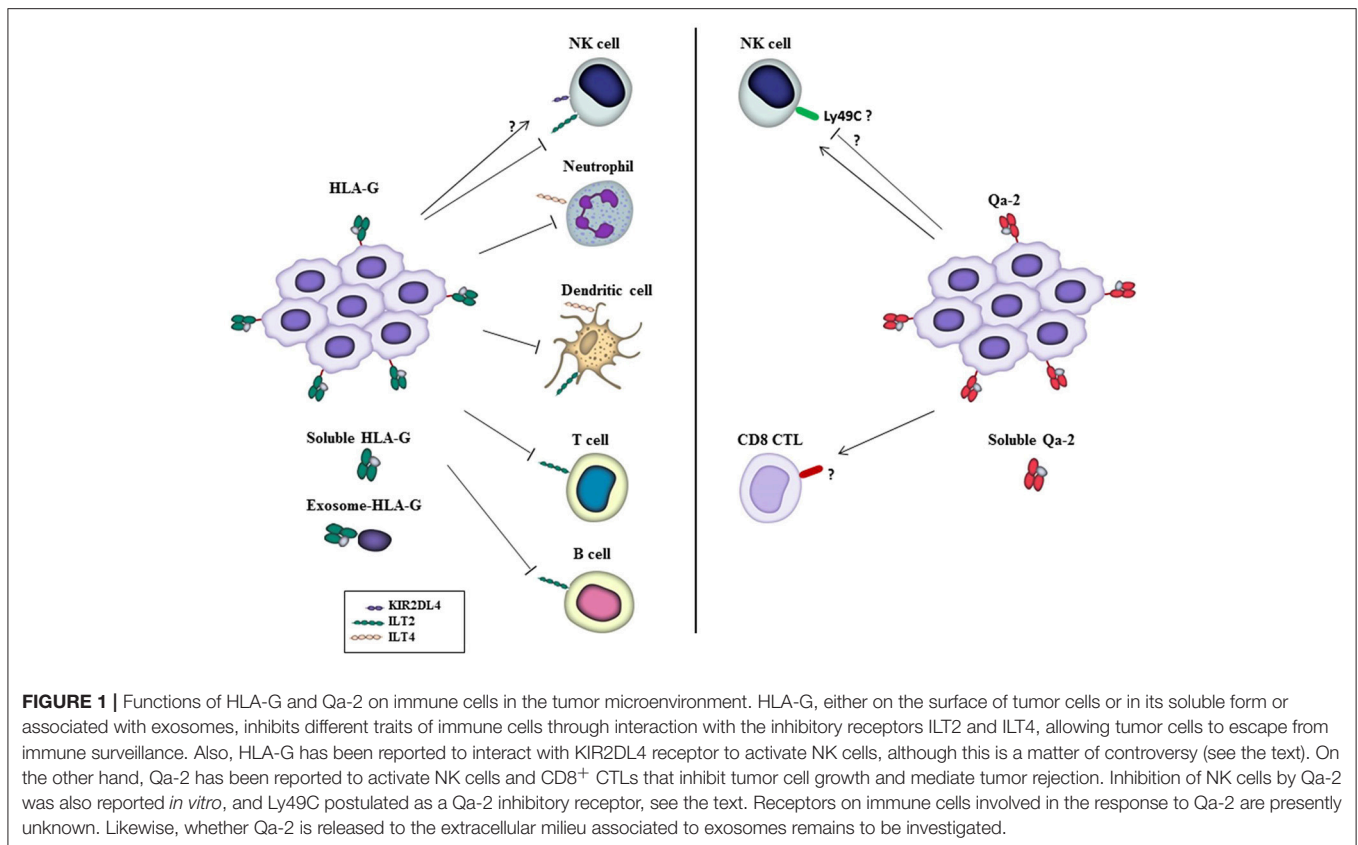 NK cell
?
Neutrophil
HLA-G
Dendritic cell
Soluble HLA-G
T cell
Exosome-HLA-G
B cell
KIR2DL4
ILT2
ILT4
NK cell
Ly49C ?
?
Qa-2
CD8 CTL
Soluble Qa-2
?
FIGURE 1 | Functions of HLA-G and Qa-2 on immune cells in the tumor microenvironment. HLA-G, either on the surface of tumor cells or in its soluble form or
associated with exosomes, inhibits different traits of immune cells through interaction with the inhibitory receptors ILT2 and ILT4, allowing tumor cells to escape from
immune surveillance. Also, HLA-G has been reported to interact with KIR2DL4 receptor to activate NK cells, although this is a matter of controversy (see the text). On
the other hand, Qa-2 has been reported to activate NK cells and CD8+ CTLs that inhibit tumor cell growth and mediate tumor rejection. Inhibition of NK cells by Qa-2
was also reported in vitro, and Ly49C postulated as a Qa-2 inhibitory receptor, see the text. Receptors on immune cells involved in the response to Qa-2 are presently
unknown. Likewise, whether Qa-2 is released to the extracellular milieu associated to exosomes remains to be investigated.